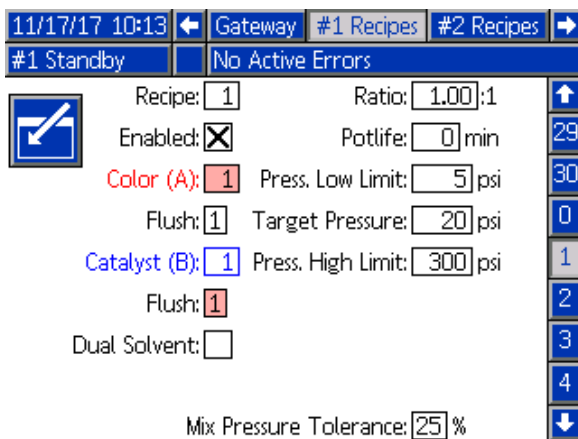 11/17/17 10:13 Gateway #1 Recipes #2 Recipes
#1 Standby No Active Errors
Recipe: 1 Ratio: 1.00 :1
Enabled: Potlife: 0 min
Color (A): 1 Press. Low Limit: 5 psi
Flush: 1 Target Pressure: 20 psi
Catalyst (B): 1 Press. High Limit: 300 psi
Flush: 1
Dual Solvent:
Mix Pressure Tolerance: 25 %
29
30
0
1
2
3
4